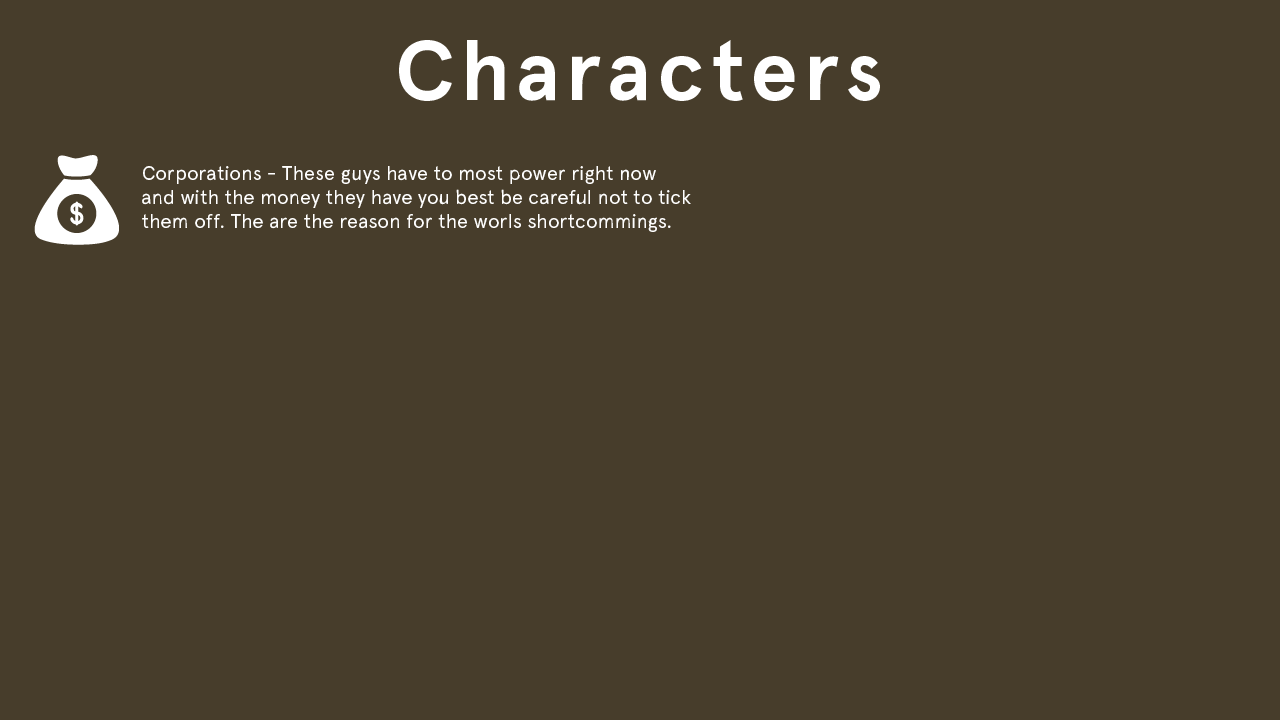 Characters
$
Corporations - These guys have to most power right now
and with the money they have you best be careful not to tick
them off. The are the reason for the worls shortcommings.